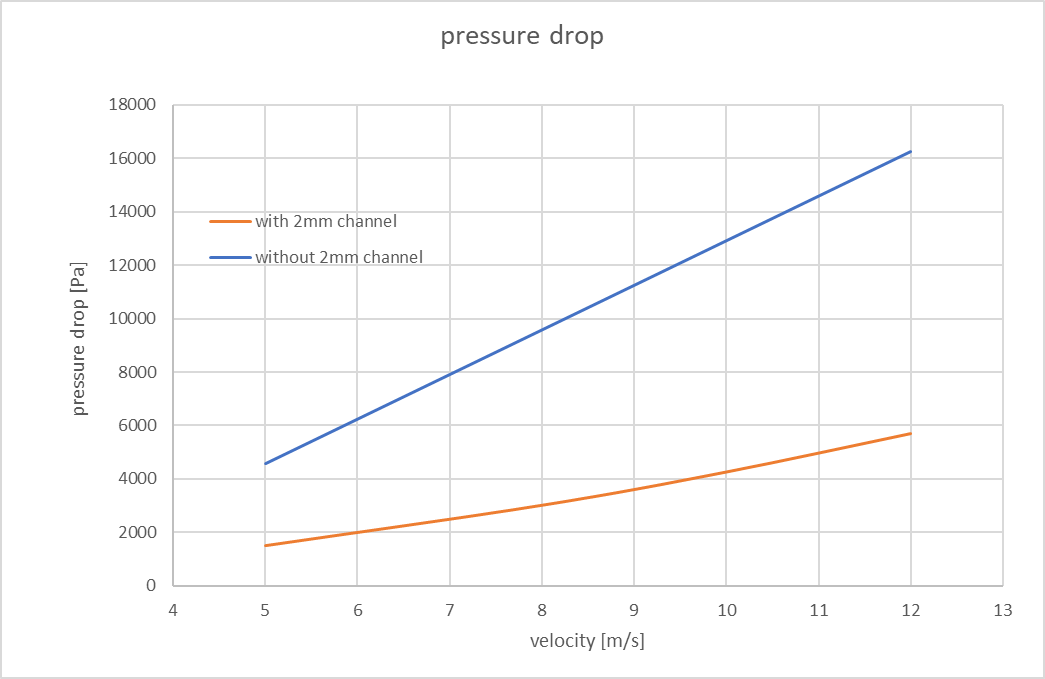 pressure drop
18000
16000
14000
12000
10000
8000
6000
4000
2000
0
pressure drop [Pa]
with 2mm channel
without 2mm channel
4 5 6 7 8 9 10 11 12 13
velocity [m/s]